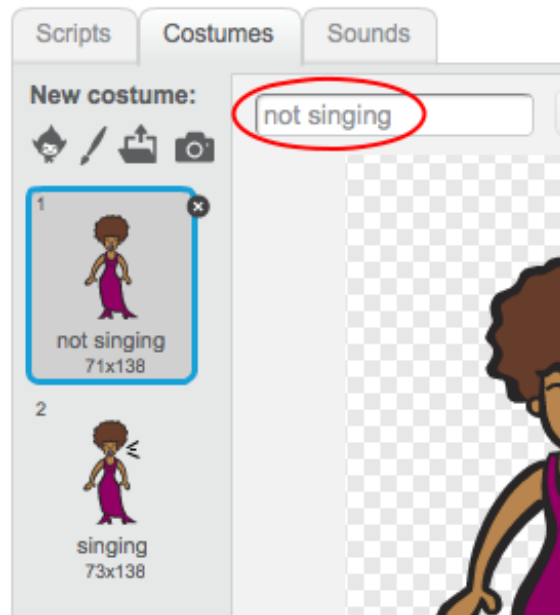 Scripts Costumes Sounds
New costume:
not singing
1
not singing
71x138
2
singing
73x138